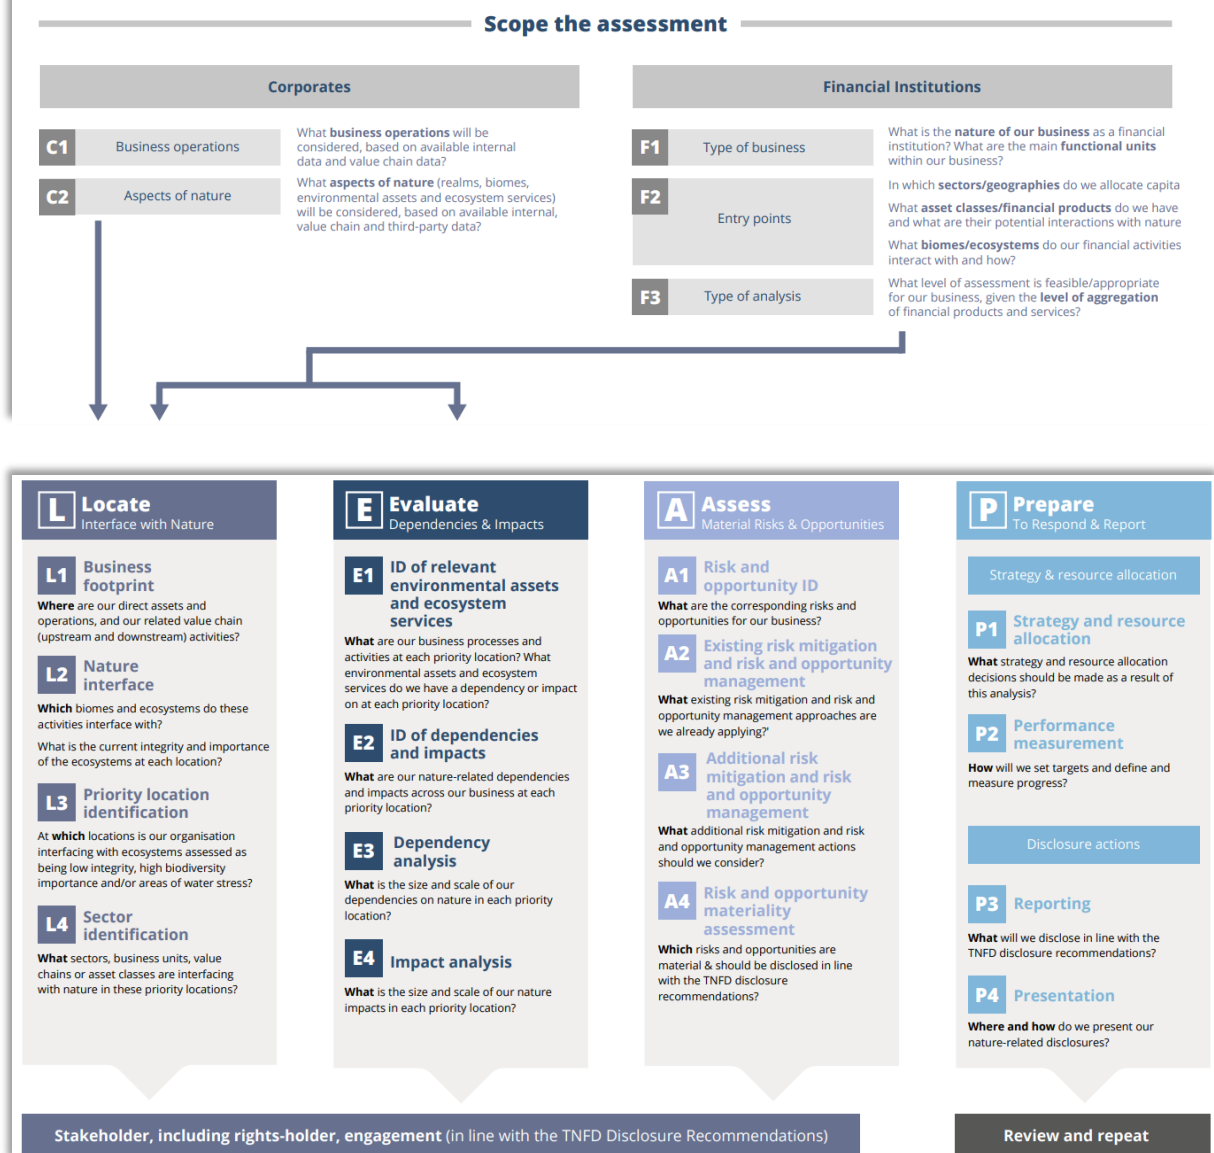 Scope the assessment
Corporates
C1
Business operations
What business operations will be
considered, based on available internal
data and value chain data?
C2
Aspects of nature
What aspects of nature (realms, biomes,
environmental assets and ecosystem services)
will be considered, based on available internal,
value chain and third-party data?
Financial Institutions
F1
Type of business
What is the nature of our business as a financial
institution? What are the main functional units
within our business?
F2
Entry points
In which sectors/geographies do we allocate capita
What asset classes/financial products do we have
and what are their potential interactions with nature
What biomes/ecosystems do our financial activities
interact with and how?
F3
Type of analysis
What level of assessment is feasible/appropriate
for our business, given the level of aggregation
of financial products and services?
L
Locate
Interface with Nature
L1
Business
footprint
Where are our direct assets and
operations, and our related value chain
(upstream and downstream) activities?
L2
Nature
interface
Which biomes and ecosystems do these
activities interface with?
What is the current integrity and importance
of the ecosystems at each location?
L3
Priority location
identification
At which locations is our organisation
interfacing with ecosystems assessed as
being low integrity, high biodiversity
importance and/or areas of water stress?
L4
Sector
identification
What sectors, business units, value
chains or asset classes are interfacing
with nature in these priority locations?
E
Evaluate
Dependencies & Impacts
E1
ID of relevant
environmental assets
and ecosystem
services
What are our business processes and
activities at each priority location? What
environmental assets and ecosystem
services do we have a dependency or impact
on at each priority location?
E2
ID of dependencies
and impacts
What are our nature-related dependencies
and impacts across our business at each
priority location?
E3
Dependency
analysis
What is the size and scale of our
dependencies on nature in each priority
location?
E4
Impact analysis
What is the size and scale of our nature
impacts in each priority location?
A
Assess
Material Risks & Opportunities
A1
Risk and
opportunity ID
What are the corresponding risks and
opportunities for our business?
A2
Existing risk mitigation
and risk and opportunity
management
What existing risk mitigation and risk and
opportunity management approaches are
we already applying?'
A3
Additional risk
mitigation and risk
and opportunity
management
What additional risk mitigation and risk
and opportunity management actions
should we consider?
A4
Risk and opportunity
materiality
assessment
Which risks and opportunities are
material & should be disclosed in line
with the TNFD disclosure
recommendations?
P
Prepare
To Respond & Report
Strategy & resource allocation
P1
Strategy and resource
allocation
What strategy and resource allocation
decisions should be made as a result of
this analysis?
P2
Performance
measurement
How will we set targets and define and
measure progress?
Disclosure actions
P3
Reporting
What will we disclose in line with the
TNFD disclosure recommendations?
P4
Presentation
Where and how do we present our
nature-related disclosures?
Stakeholder, including rights-holder, engagement (in line with the TNFD Disclosure Recommendations)
Review and repeat